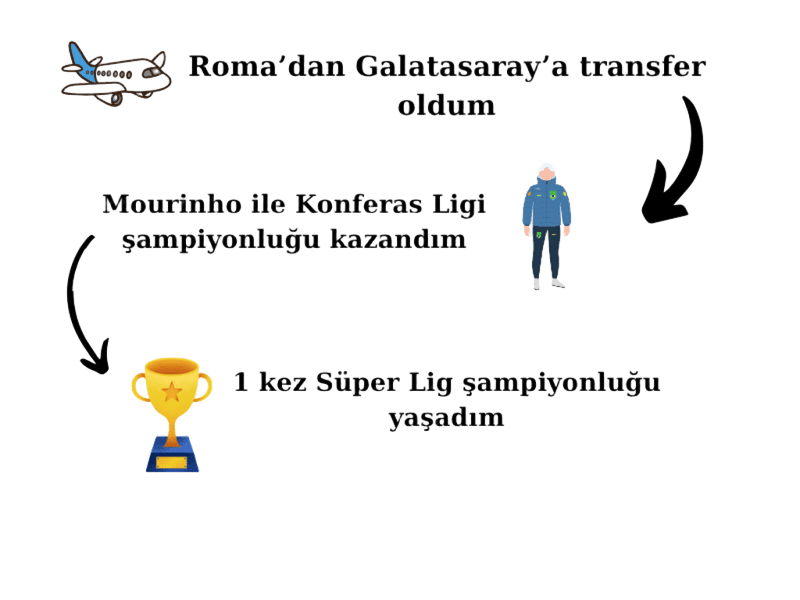 Roma’dan Galatasaray’a transfer
oldum
Mourinho ile Konferas Ligi
şampiyonluğu kazandım
1 kez Süper Lig şampiyonluğu
yaşadım